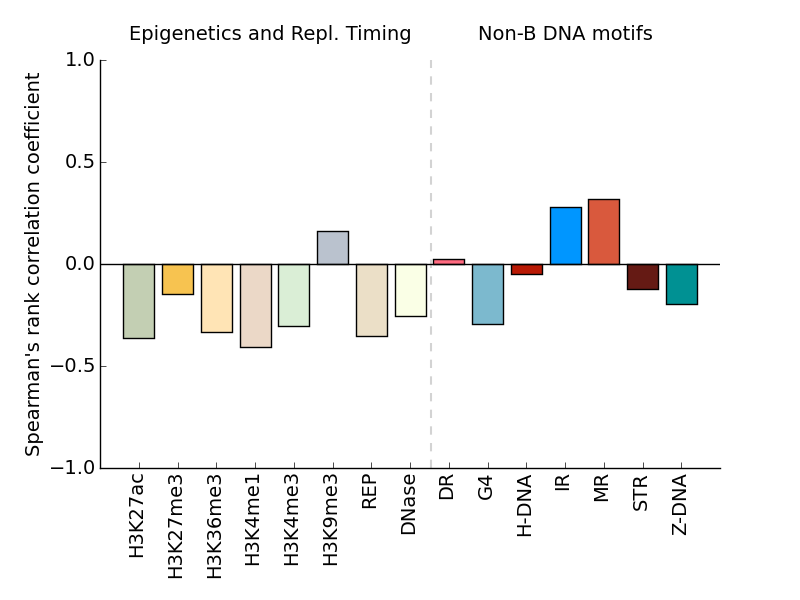 Epigenetics and Repl. Timing
Non-B DNA motifs
Spearman's rank correlation coefficient
1.0
0.5
0.0
−0.5
−1.0
H3K27ac
H3K27me3
H3K36me3
H3K4me1
H3K4me3
H3K9me3
REP
DNase
DR
G4
H-DNA
IR
MR
STR
Z-DNA